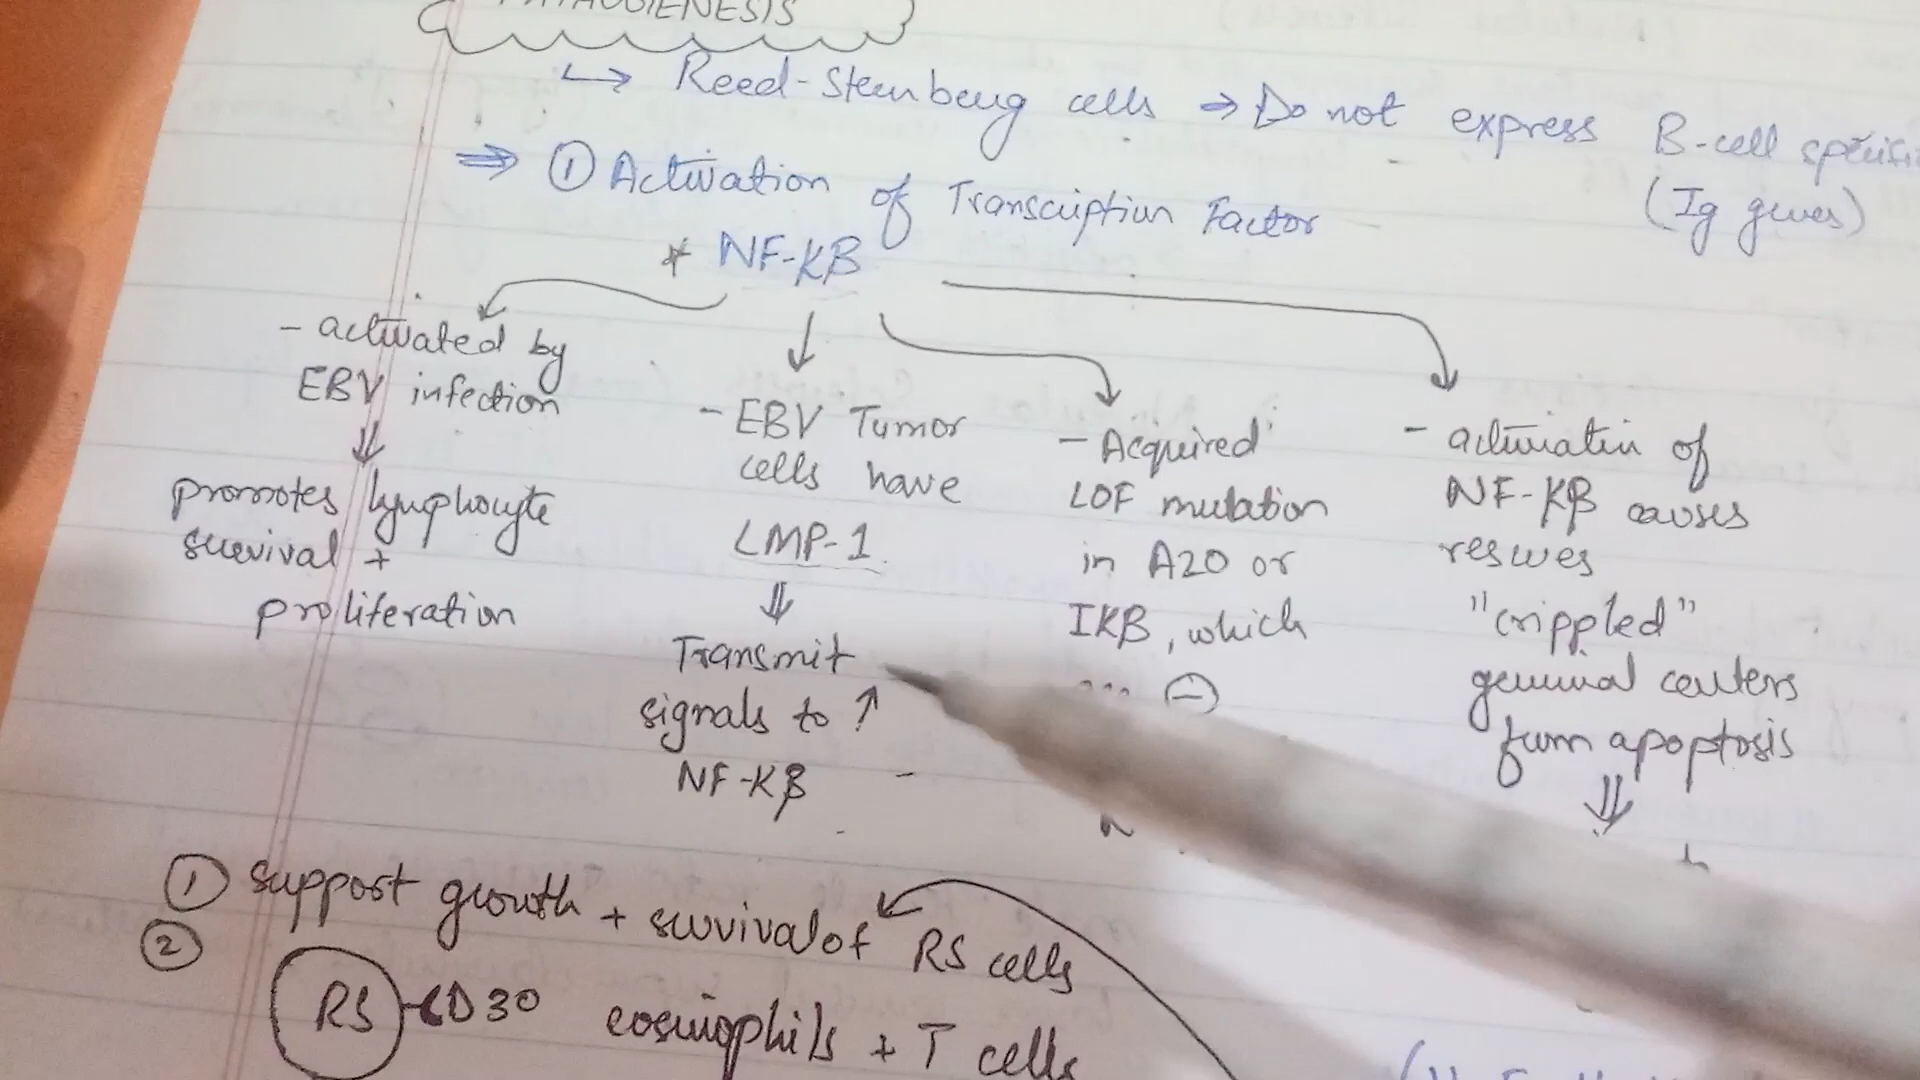 PATHOGENESIS
↳ Reed-Sternberg cells ⇒ Do not express B-cell specific
(Ig genes)
⇒ ① Activation of Transcription Factor
* NF-KB
- activated by
EBV infection
⇓
promotes lymphocyte
survival +
proliferation
- EBV Tumor
cells have
LMP-1
⇓
Transmit
signals to ↑
NF-KB
- Acquired
LOF mutation
in A20 or
IKB, which
⊖
- activation of
NF-KB causes
rescues
"crippled"
germinal centers
from apoptosis
⇓
① support growth + survival of RS cells
②
RS CD30 eosinophils + T cells